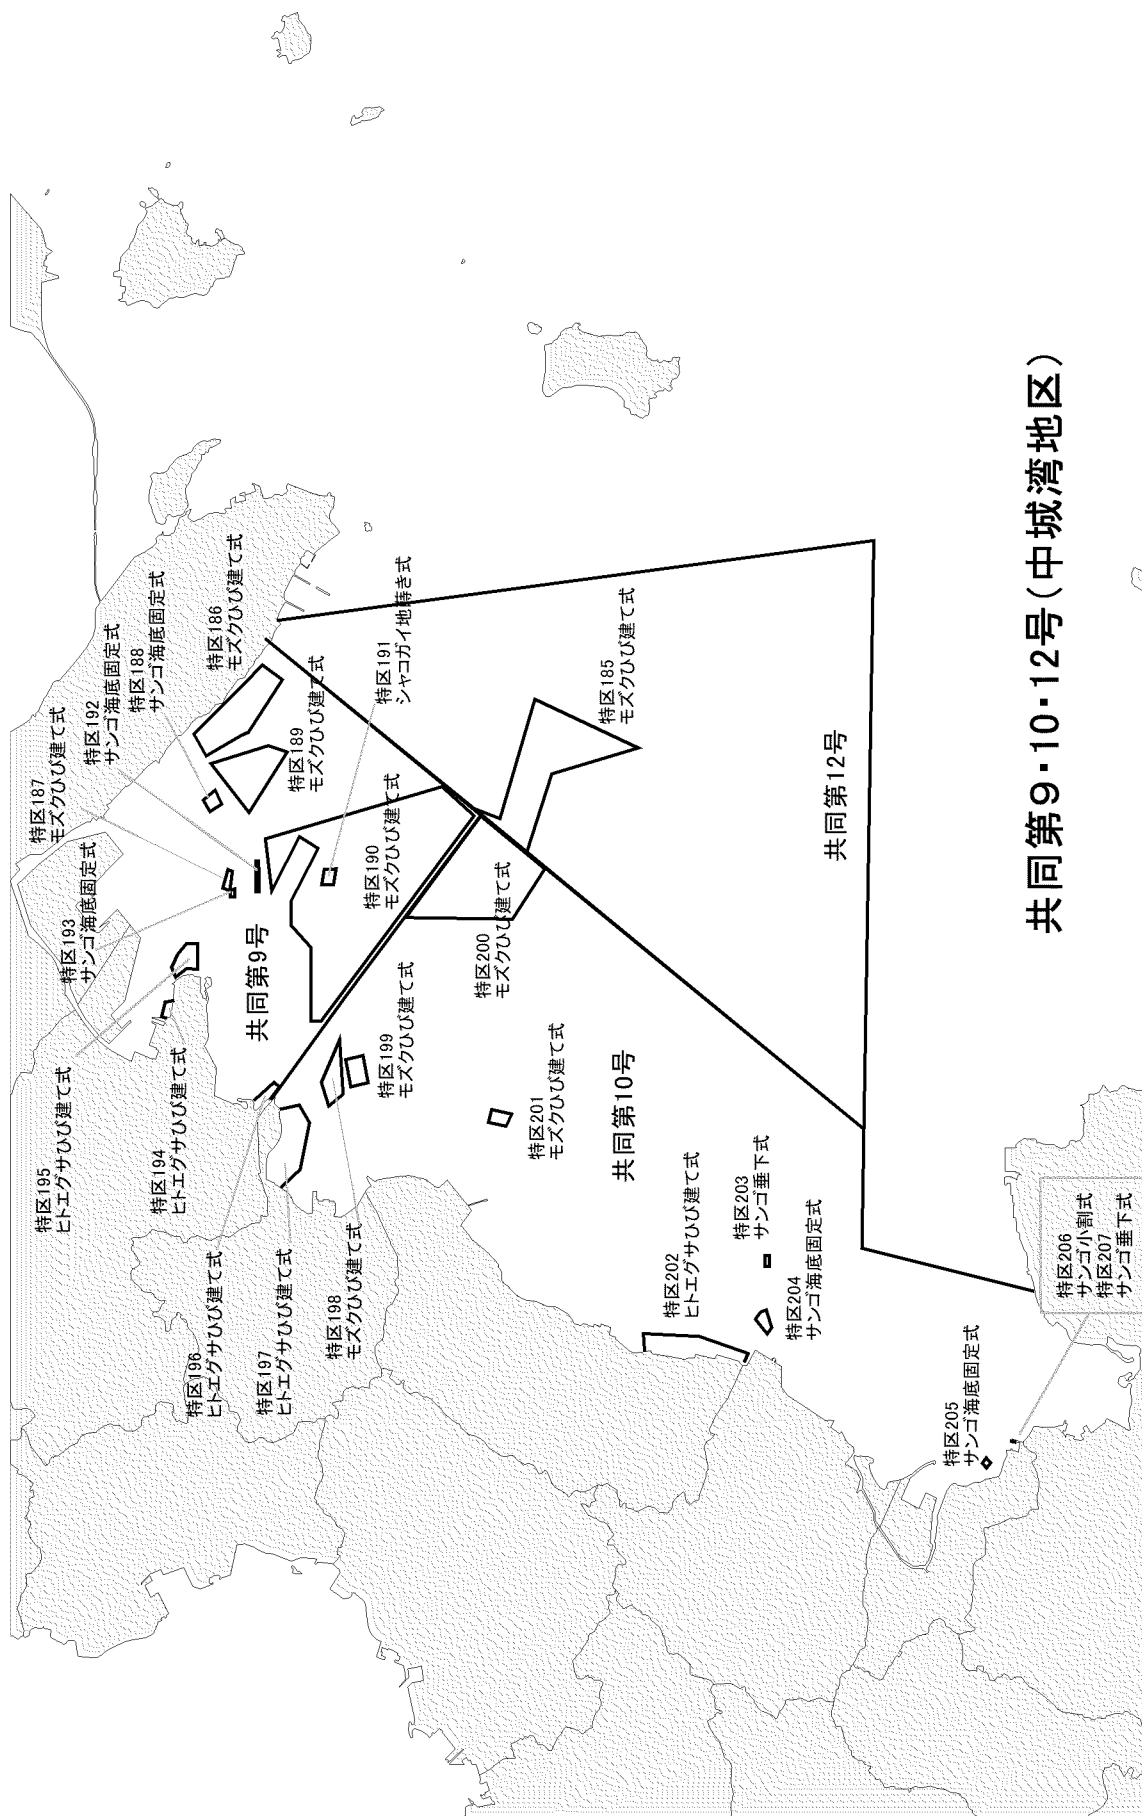 特区187
モズクひび建て式
特区192
サンゴ海底固定式
特区188
サンゴ海底固定式
特区186
モズクひび建て式
特区189
モズクひび建て式
特区191
シャコガイ地蒔き式
特区193
サンゴ海底固定式
特区190
モズクひび建て式
特区185
モズクひび建て式
共同第9号
特区200
モズクひび建て式
共同第12号
特区195
ヒトエグサひび建て式
特区194
ヒトエグサひび建て式
特区199
モズクひび建て式
特区201
モズクひび建て式
共同第10号
特区196
ヒトエグサひび建て式
特区197
ヒトエグサひび建て式
特区198
モズクひび建て式
特区202
ヒトエグサひび建て式
特区203
サンゴ垂下式
特区204
サンゴ海底固定式
特区205
サンゴ海底固定式
特区206
サンゴ小割式
特区207
サンゴ垂下式
共同第9・10・12号(中城湾地区)